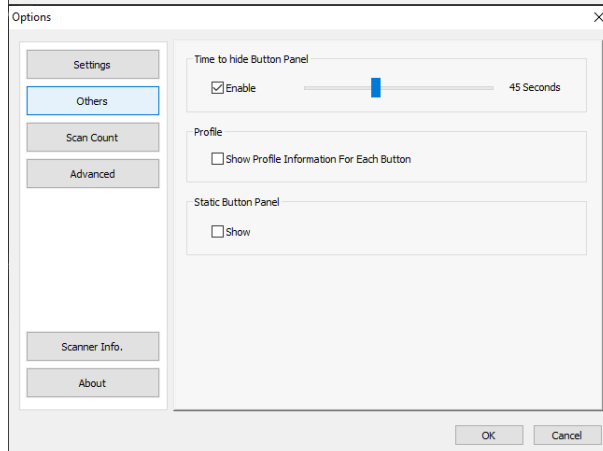 Options
Settings
Others
Scan Count
Advanced
Scanner Info.
About
Time to hide Button Panel
Enable
45 Seconds
Profile
Show Profile Information For Each Button
Static Button Panel
Show
OK
Cancel